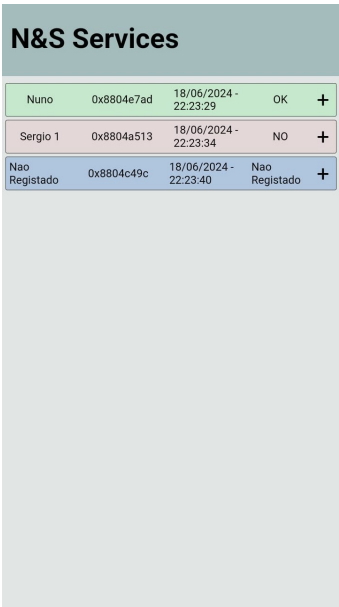 N&S Services
Nuno 0x8804e7ad 18/06/2024 - 22:23:29 OK +
Sergio 1 0x8804a513 18/06/2024 - 22:23:34 NO +
Nao Registado 0x8804c49c 18/06/2024 - 22:23:40 Nao Registado +